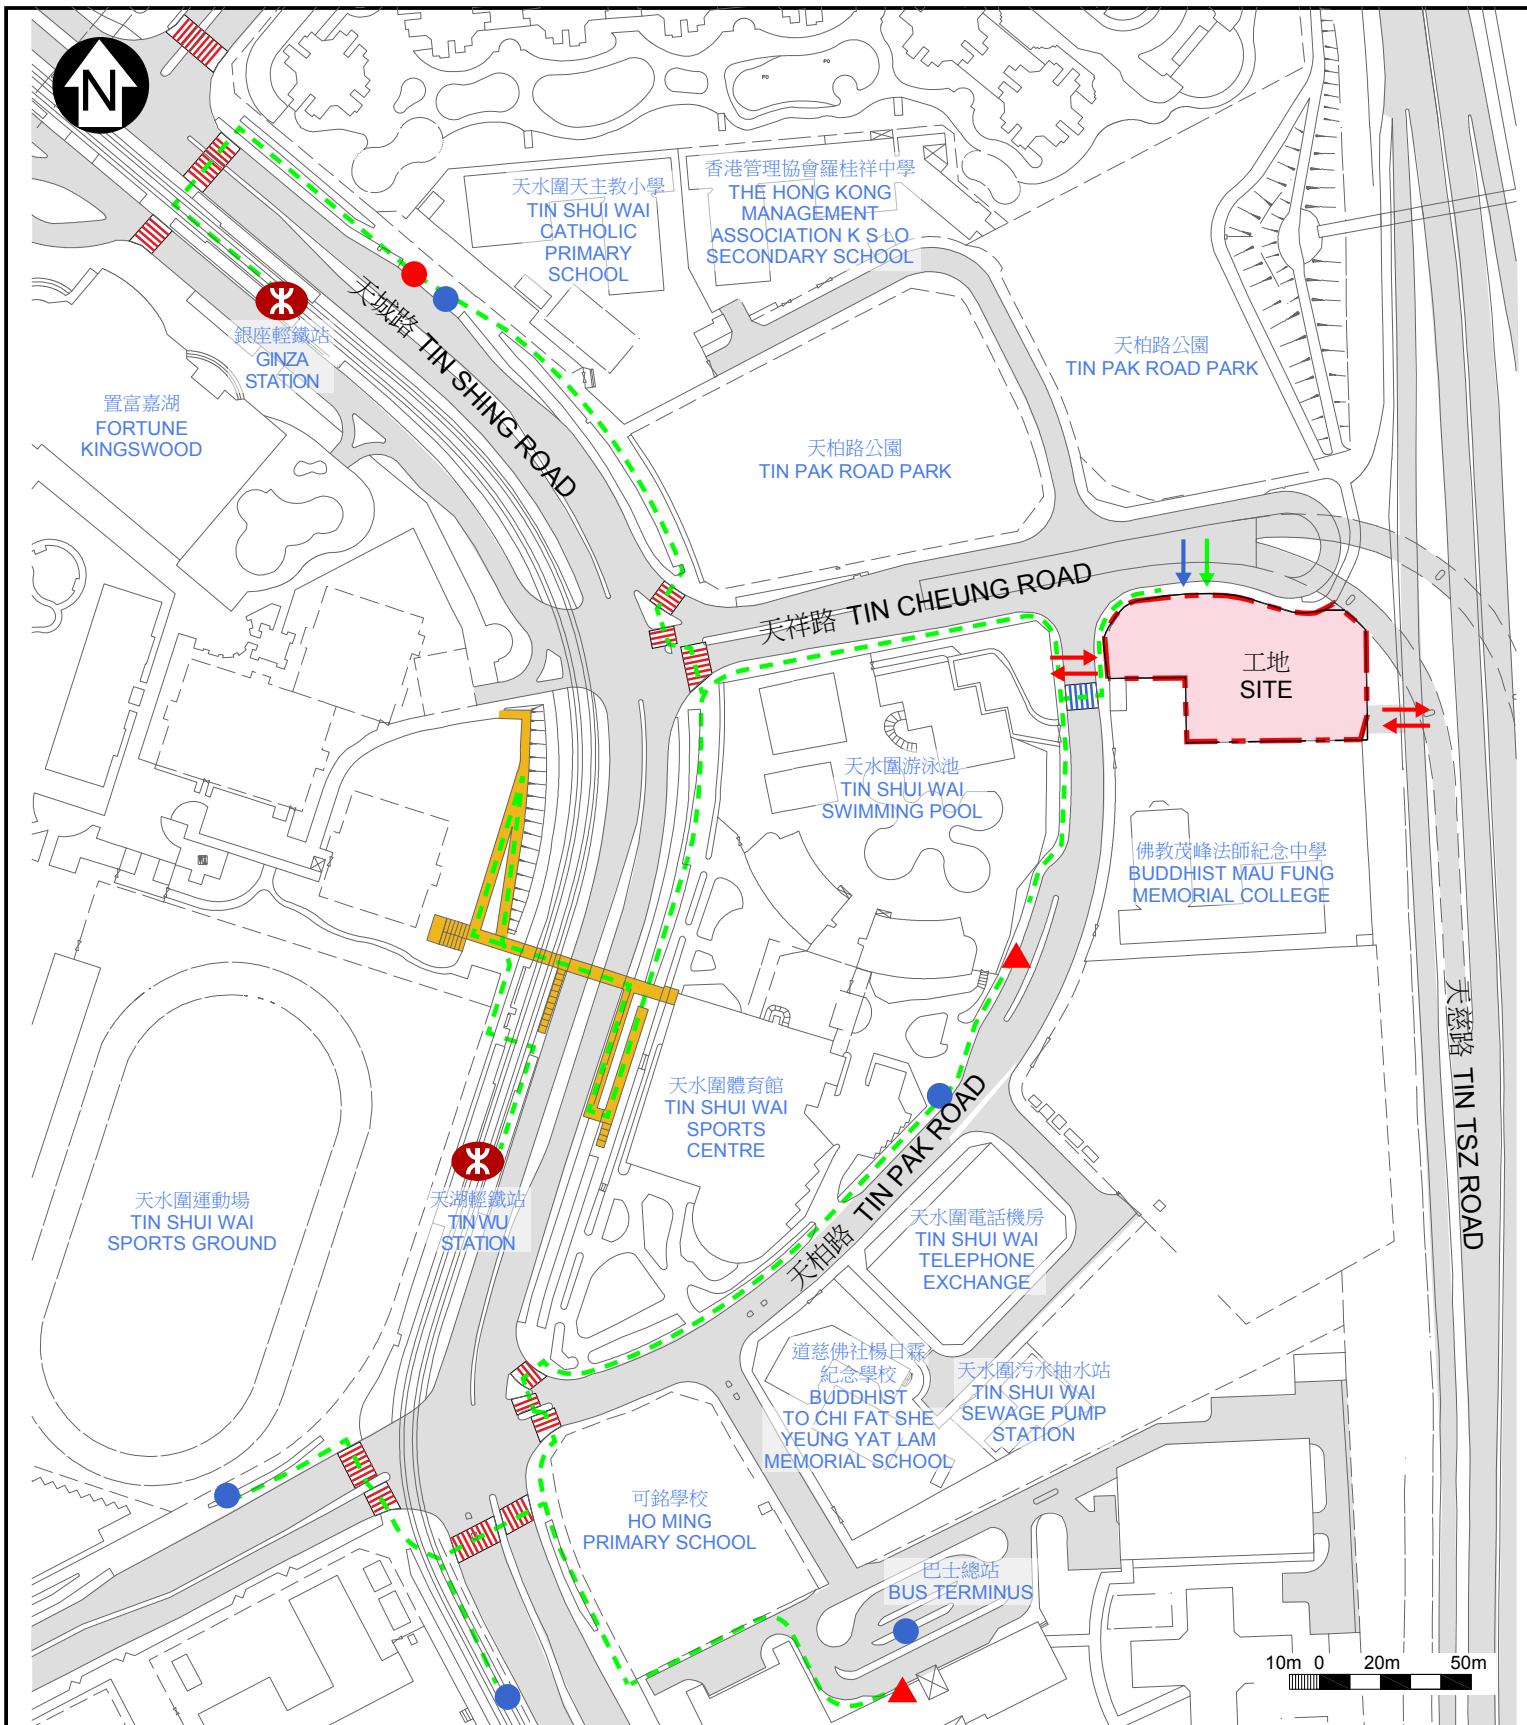 N
天水圍天主教小學
TIN SHUI WAI
CATHOLIC
PRIMARY
SCHOOL
香港管理協會羅桂祥中學
THE HONG KONG
MANAGEMENT
ASSOCIATION K S LO
SECONDARY SCHOOL
PO
PO
天城路 TIN SHING ROAD
銀座輕鐵站
GINZA
STATION
置富嘉湖
FORTUNE
KINGSWOOD
天柏路公園
TIN PAK ROAD PARK
天柏路公園
TIN PAK ROAD PARK
天祥路 TIN CHEUNG ROAD
工地
SITE
天水圍游泳池
TIN SHUI WAI
SWIMMING POOL
佛教茂峰法師紀念中學
BUDDHIST MAU FUNG
MEMORIAL COLLEGE
天慈路 TIN TSZ ROAD
天水圍體育館
TIN SHUI WAI
SPORTS
CENTRE
天柏路 TIN PAK ROAD
天水圍運動場
TIN SHUI WAI
SPORTS GROUND
天湖輕鐵站
TIN WU
STATION
天水圍電話機房
TIN SHUI WAI
TELEPHONE
EXCHANGE
道慈佛社楊日霖
紀念學校
BUDDHIST
TO CHI FAT SHE
YEUNG YAT LAM
MEMORIAL SCHOOL
天水圍污水抽水站
TIN SHUI WAI
SEWAGE PUMP
STATION
可銘學校
HO MING
PRIMARY SCHOOL
巴士總站
BUS TERMINUS
10m 0 20m 50m